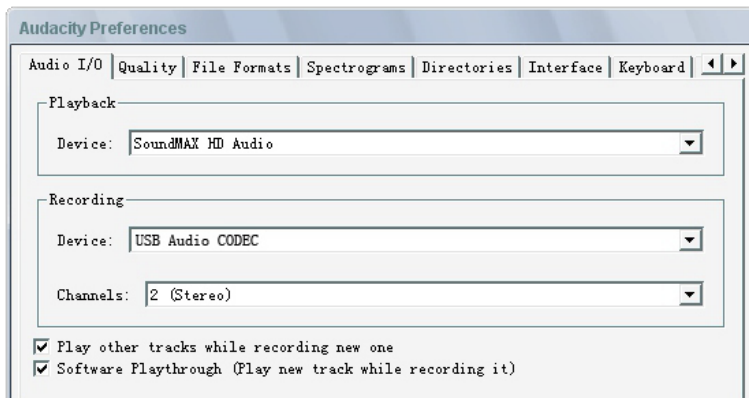 Audacity Preferences
Audio I/O Quality File Formats Spectrograms Directories Interface Keyboard
Playback
Device: SoundMAX HD Audio
Recording
Device: USB Audio CODEC
Channels: 2 (Stereo)
Play other tracks while recording new one
Software Playthrough (Play new track while recording it)